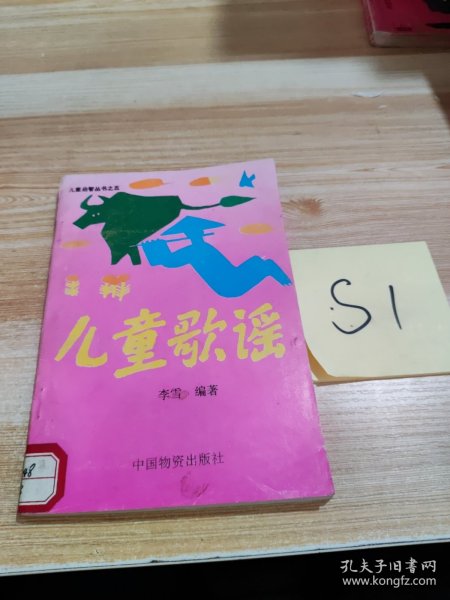 儿童启智丛书之五
儿童歌谣
李雪 编著
中国物资出版社
98
S1
孔夫子旧书网
www.kongfz.com